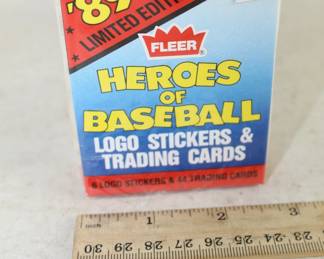 '89
LIMITED EDITION
FLEER
HEROES
OF
BASEBALL
LOGO STICKERS &
TRADING CARDS
6 LOGO STICKERS & 44 TRADING CARDS
1 2 3
30 29 28 27 26 25 24 23